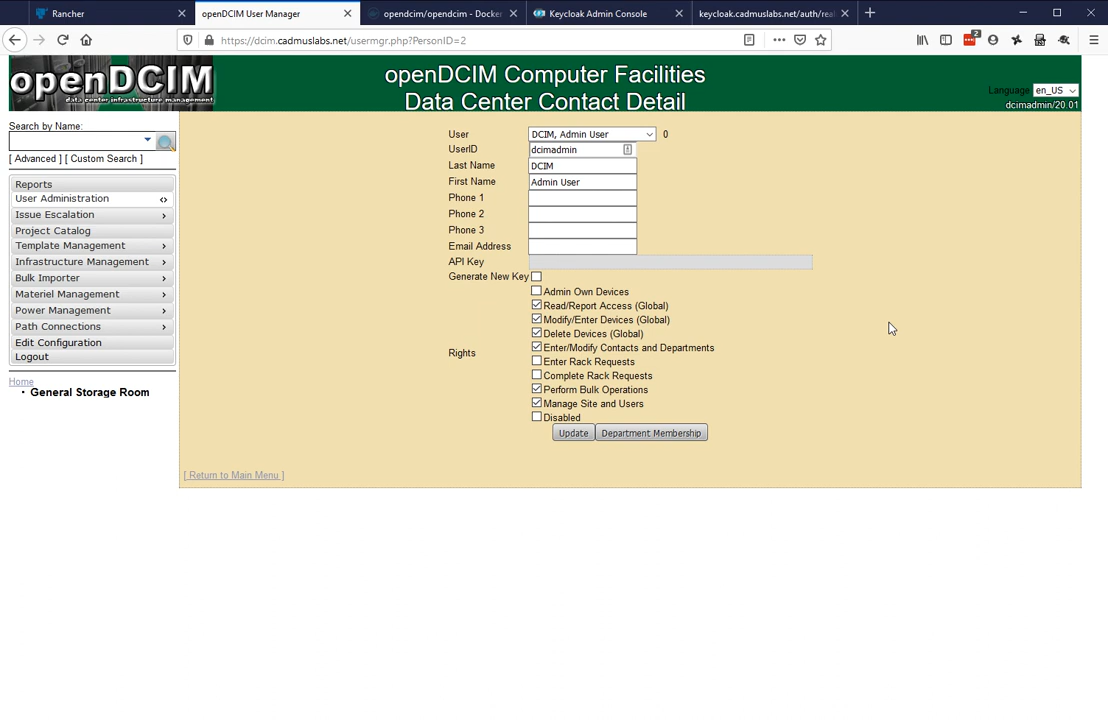 Rancher
openDCIM User Manager
opendcim/opendcim - Docker
Keycloak Admin Console
keycloak.cadmuslabs.net/auth/real
https://dcim.cadmuslabs.net/usermgr.php?PersonID=2
2
openDCIM
data center infrastructure management
openDCIM Computer Facilities
Data Center Contact Detail
Language en_US
dcimadmin/20.01
Search by Name:
[ Advanced ] [ Custom Search ]
Reports
User Administration
Issue Escalation
Project Catalog
Template Management
Infrastructure Management
Bulk Importer
Materiel Management
Power Management
Path Connections
Edit Configuration
Logout
Home
General Storage Room
User DCIM, Admin User 0
UserID dcimadmin
Last Name DCIM
First Name Admin User
Phone 1
Phone 2
Phone 3
Email Address
API Key
Generate New Key
Admin Own Devices
Read/Report Access (Global)
Modify/Enter Devices (Global)
Delete Devices (Global)
Enter/Modify Contacts and Departments
Rights
Enter Rack Requests
Complete Rack Requests
Perform Bulk Operations
Manage Site and Users
Disabled
Update Department Membership
[ Return to Main Menu ]